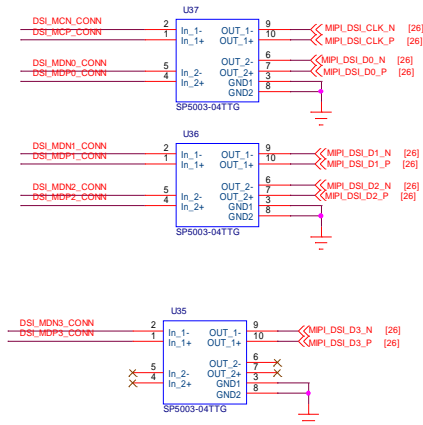 U37
DSI_MCN_CONN 2 In_1- OUT_1- 9 MIPI_DSI_CLK_N [26]
DSI_MCP_CONN 1 In_1+ OUT_1+ 10 MIPI_DSI_CLK_P [26]
OUT_2- 6 MIPI_DSI_D0_N [26]
DSI_MDN0_CONN 5 In_2- OUT_2+ 7 MIPI_DSI_D0_P [26]
DSI_MDP0_CONN 4 In_2+ GND1 3
GND2 8
SP5003-04TTG
U36
DSI_MDN1_CONN 2 In_1- OUT_1- 9 MIPI_DSI_D1_N [26]
DSI_MDP1_CONN 1 In_1+ OUT_1+ 10 MIPI_DSI_D1_P [26]
OUT_2- 6 MIPI_DSI_D2_N [26]
DSI_MDN2_CONN 5 In_2- OUT_2+ 7 MIPI_DSI_D2_P [26]
DSI_MDP2_CONN 4 In_2+ GND1 3
GND2 8
SP5003-04TTG
U35
DSI_MDN3_CONN 2 In_1- OUT_1- 9 MIPI_DSI_D3_N [26]
DSI_MDP3_CONN 1 In_1+ OUT_1+ 10 MIPI_DSI_D3_P [26]
OUT_2- 6
5 In_2- OUT_2+ 7
4 In_2+ GND1 3
GND2 8
SP5003-04TTG